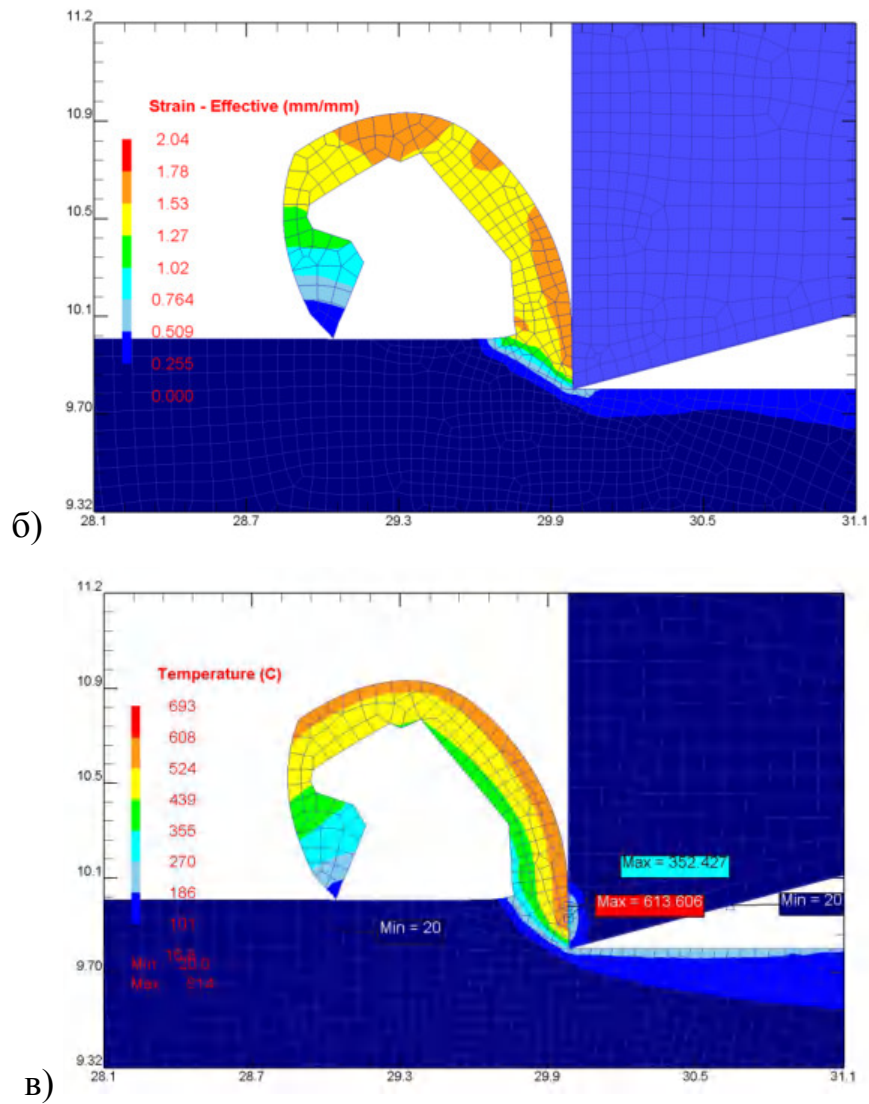 11.2
Strain - Effective (mm/mm)
10.9
2.04
1.78
1.53
1.27
1.02
0.764
0.509
0.255
0.000
10.5
10.1
9.70
9.32
28.1 28.7 29.3 29.9 30.5 31.1
б)
11.2
Temperature (C)
10.9
693
608
524
439
355
270
186
101
10.5
10.1
Max = 352.427
Max = 613.606
Min = 20
Min = 20
9.70
Min 20.0
Max 614
9.32
28.1 28.7 29.3 29.9 30.5 31.1
в)